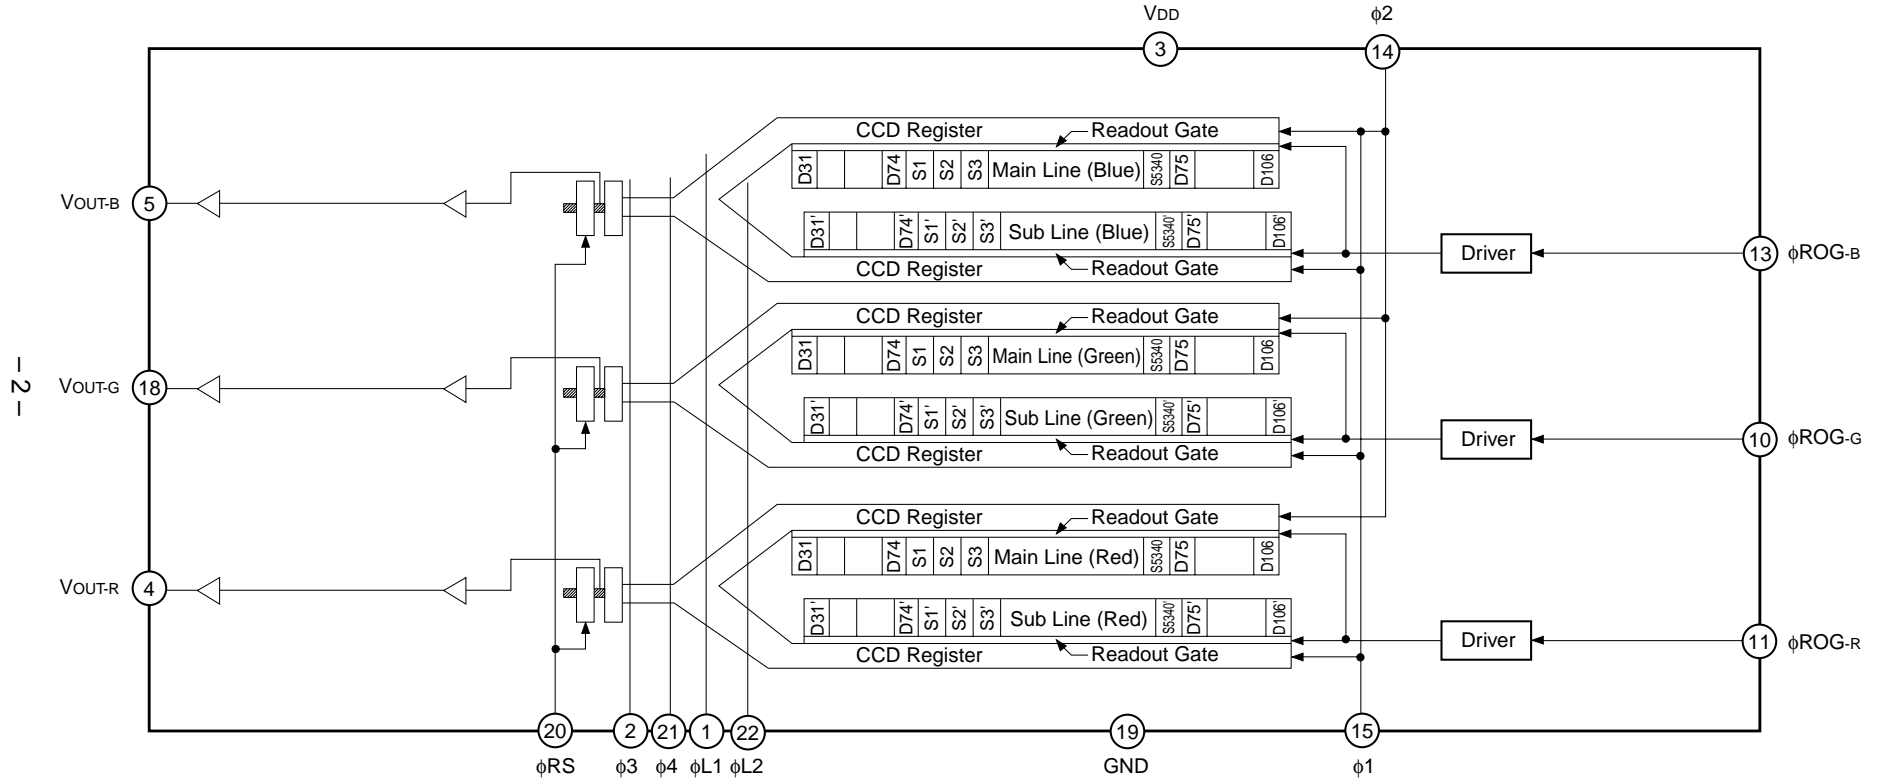 VDD
φ2
3
14
CCD Register
Readout Gate
D31 D74 S1 S2 S3 Main Line (Blue) S5340 D75 D106
VOUT-B 5
D31' D74' S1' S2' S3' Sub Line (Blue) S5340' D75' D106'
Driver 13 φROG-B
CCD Register
Readout Gate
CCD Register
Readout Gate
D31 D74 S1 S2 S3 Main Line (Green) S5340 D75 D106
– 2 –
VOUT-G 18
D31' D74' S1' S2' S3' Sub Line (Green) S5340' D75' D106'
Driver 10 φROG-G
CCD Register
Readout Gate
CCD Register
Readout Gate
D31 D74 S1 S2 S3 Main Line (Red) S5340 D75 D106
VOUT-R 4
D31' D74' S1' S2' S3' Sub Line (Red) S5340' D75' D106'
Driver 11 φROG-R
CCD Register
Readout Gate
20 2 21 1 22 19 15
φRS φ3 φ4 φL1 φL2 GND φ1